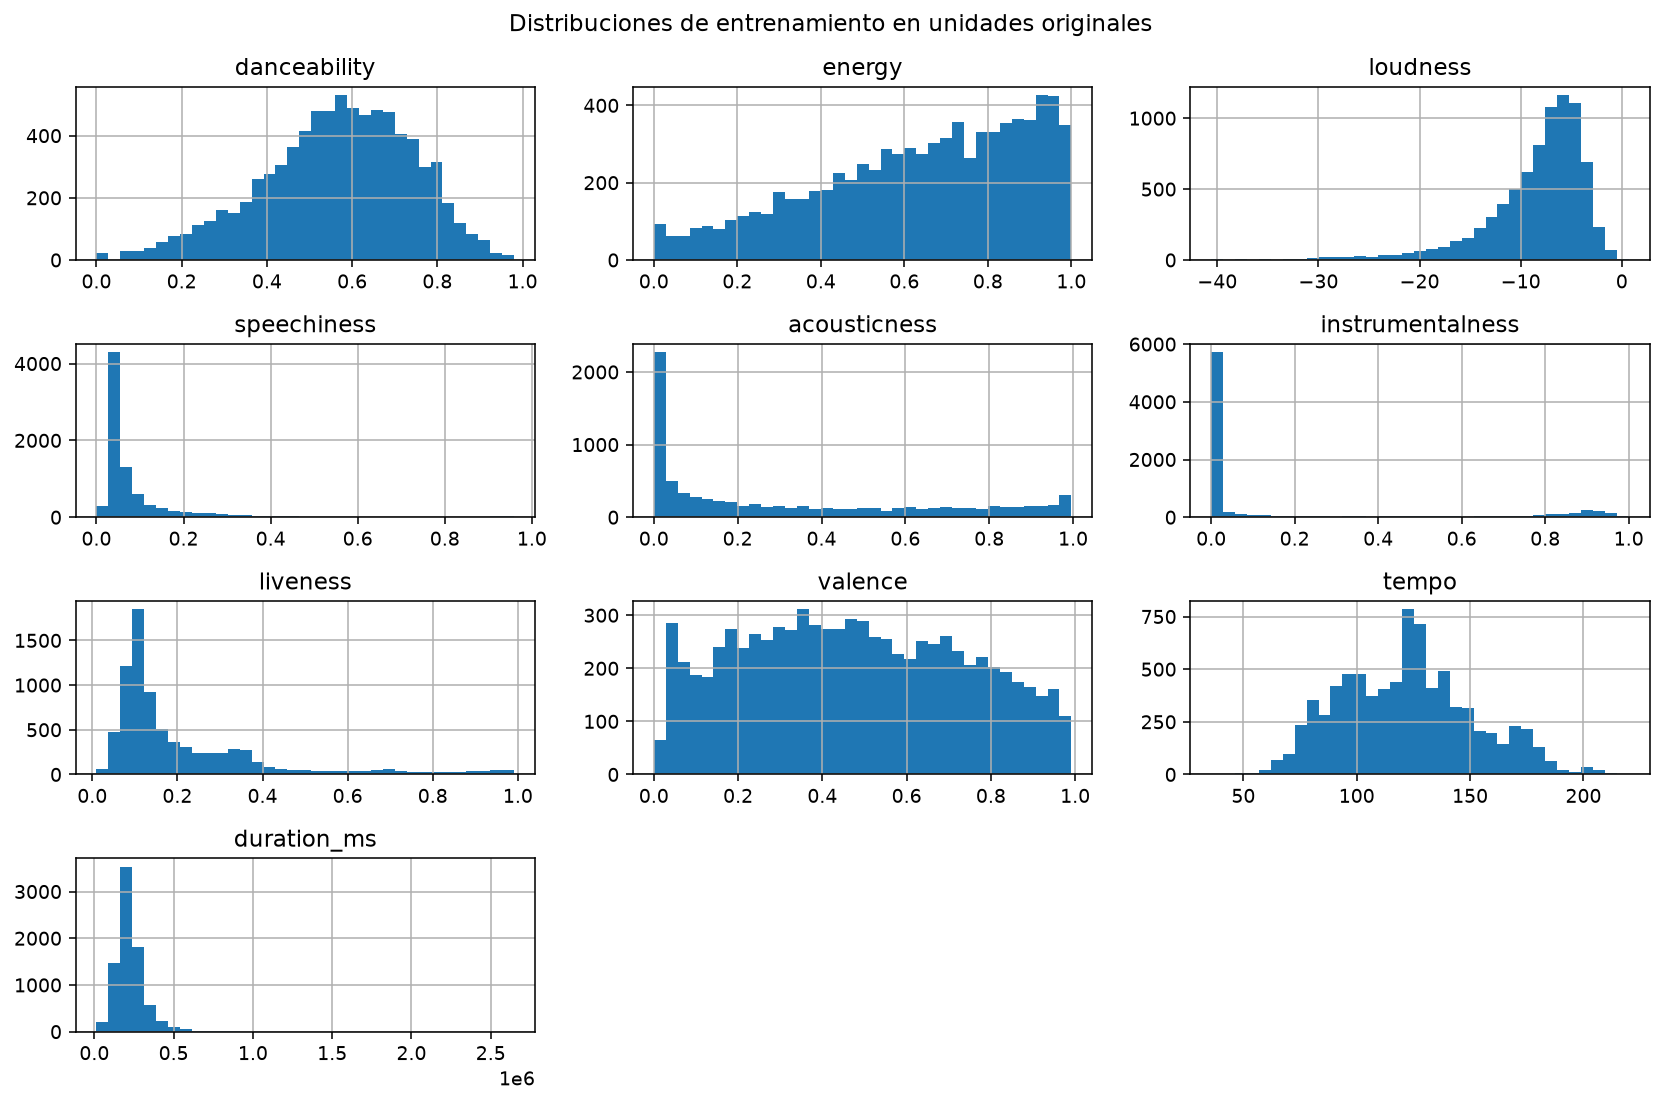 Distribuciones de entrenamiento en unidades originales
danceability
energy
loudness
400
200
0
0.0 0.2 0.4 0.6 0.8 1.0
400
200
0
0.0 0.2 0.4 0.6 0.8 1.0
1000
500
0
−40 −30 −20 −10 0
speechiness
acousticness
instrumentalness
4000
2000
0
0.0 0.2 0.4 0.6 0.8 1.0
2000
1000
0
0.0 0.2 0.4 0.6 0.8 1.0
6000
4000
2000
0
0.0 0.2 0.4 0.6 0.8 1.0
liveness
valence
tempo
1500
1000
500
0
0.0 0.2 0.4 0.6 0.8 1.0
300
200
100
0
0.0 0.2 0.4 0.6 0.8 1.0
750
500
250
0
50 100 150 200
duration_ms
3000
2000
1000
0
0.0 0.5 1.0 1.5 2.0 2.5
1e6